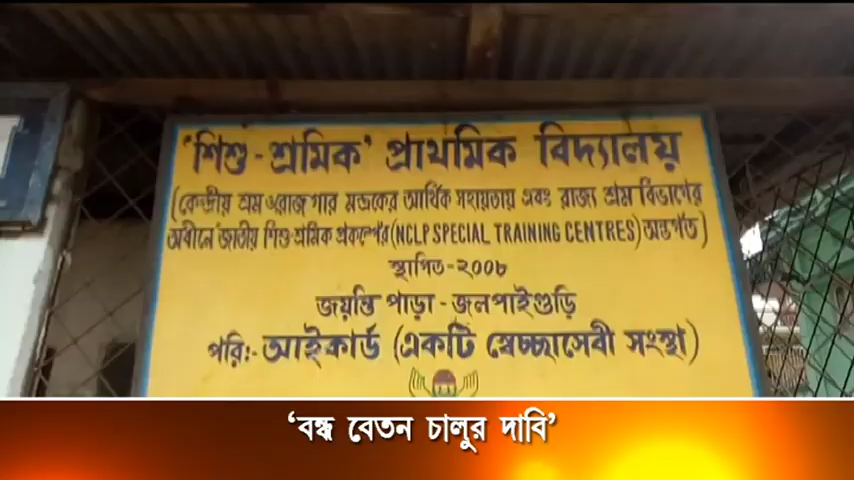 'শিশু - শ্রমিক' প্রাথমিক বিদ্যালয়
(কেন্দ্রীয় শ্রম ওরোজগার মন্ত্রকের আর্থিক সহায়তায় এবং রাজ্য শ্রম বিভাগের
অধীনে জাতীয় শিশু-শ্রমিক প্রকল্পের (NCLP SPECIAL TRAINING CENTRES) অন্তর্গত)
স্থাপিত - ২০০৮
জয়ন্তি পাড়া - জলপাইগুড়ি
পরি:- আইকার্ড (একটি স্বেচ্ছাসেবী সংস্থা)
‘বন্ধ বেতন চালুর দাবি’